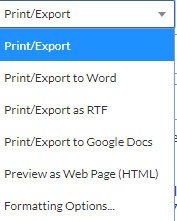 Print/Export
Print/Export
Print/Export to Word
Print/Export as RTF
Print/Export to Google Docs
Preview as Web Page (HTML)
Formatting Options...